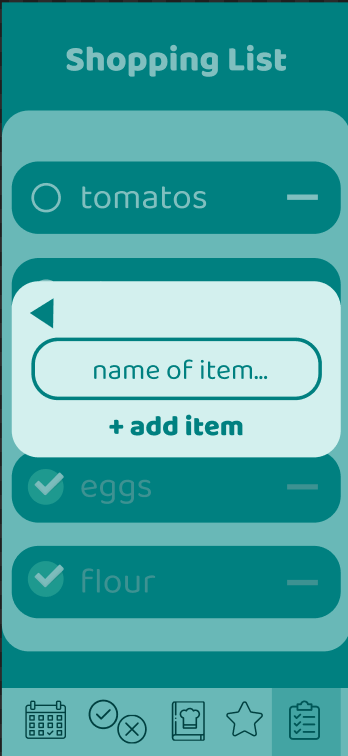 Shopping List
tomatos
name of item...
+ add item
eggs
flour